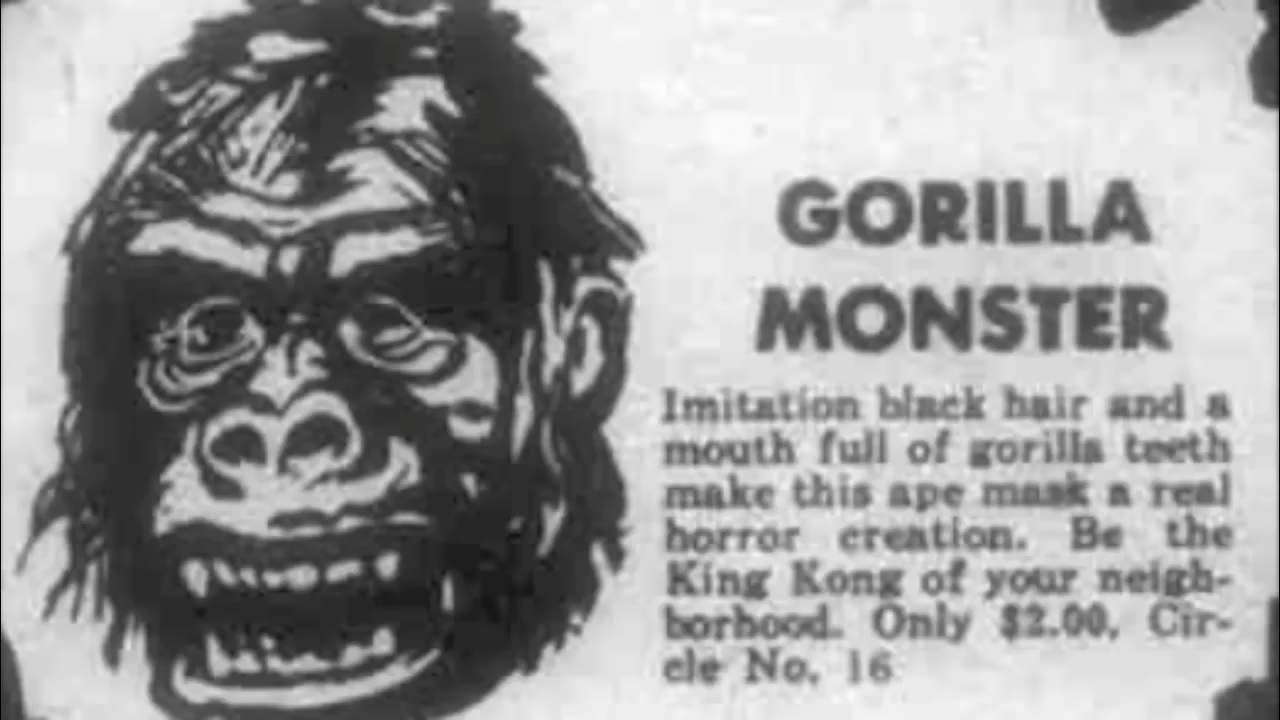 GORILLA
MONSTER
Imitation black hair and a
mouth full of gorilla teeth
make this ape mask a real
horror creation. Be the
King Kong of your neigh-
borhood. Only $2.00. Cir-
cle No. 16